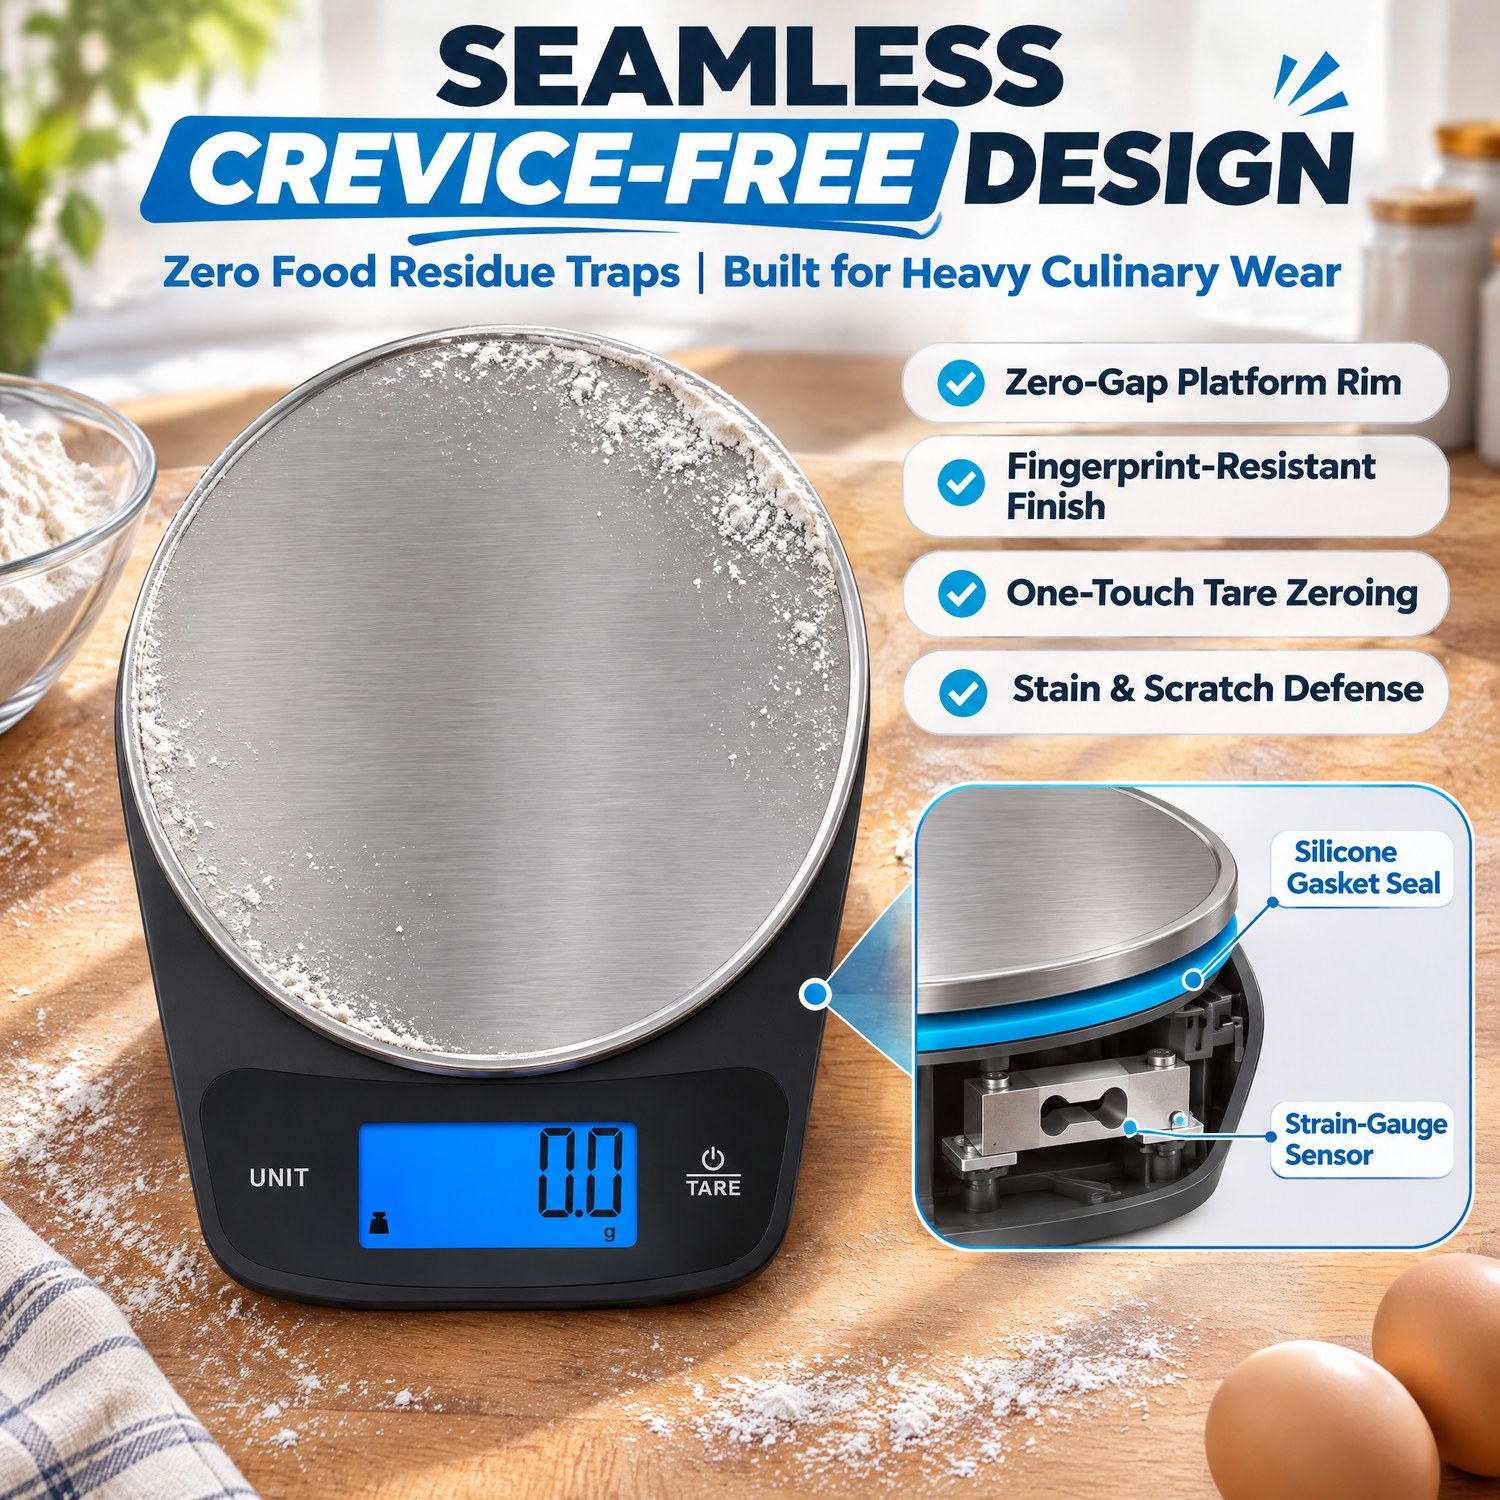 SEAMLESS
CREVICE-FREE DESIGN
Zero Food Residue Traps | Built for Heavy Culinary Wear
Zero-Gap Platform Rim
Fingerprint-Resistant
Finish
One-Touch Tare Zeroing
Stain & Scratch Defense
Silicone
Gasket Seal
Strain-Gauge
Sensor
UNIT
0.0
g
TARE